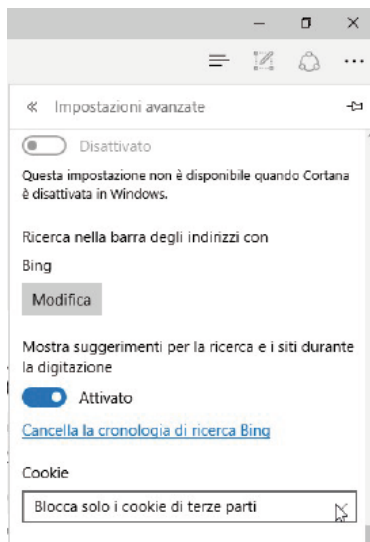 Impostazioni avanzate
Disattivato
Questa impostazione non è disponibile quando Cortana
è disattivata in Windows.
Ricerca nella barra degli indirizzi con
Bing
Modifica
Mostra suggerimenti per la ricerca e i siti durante
la digitazione
Attivato
Cancella la cronologia di ricerca Bing
Cookie
Blocca solo i cookie di terze parti